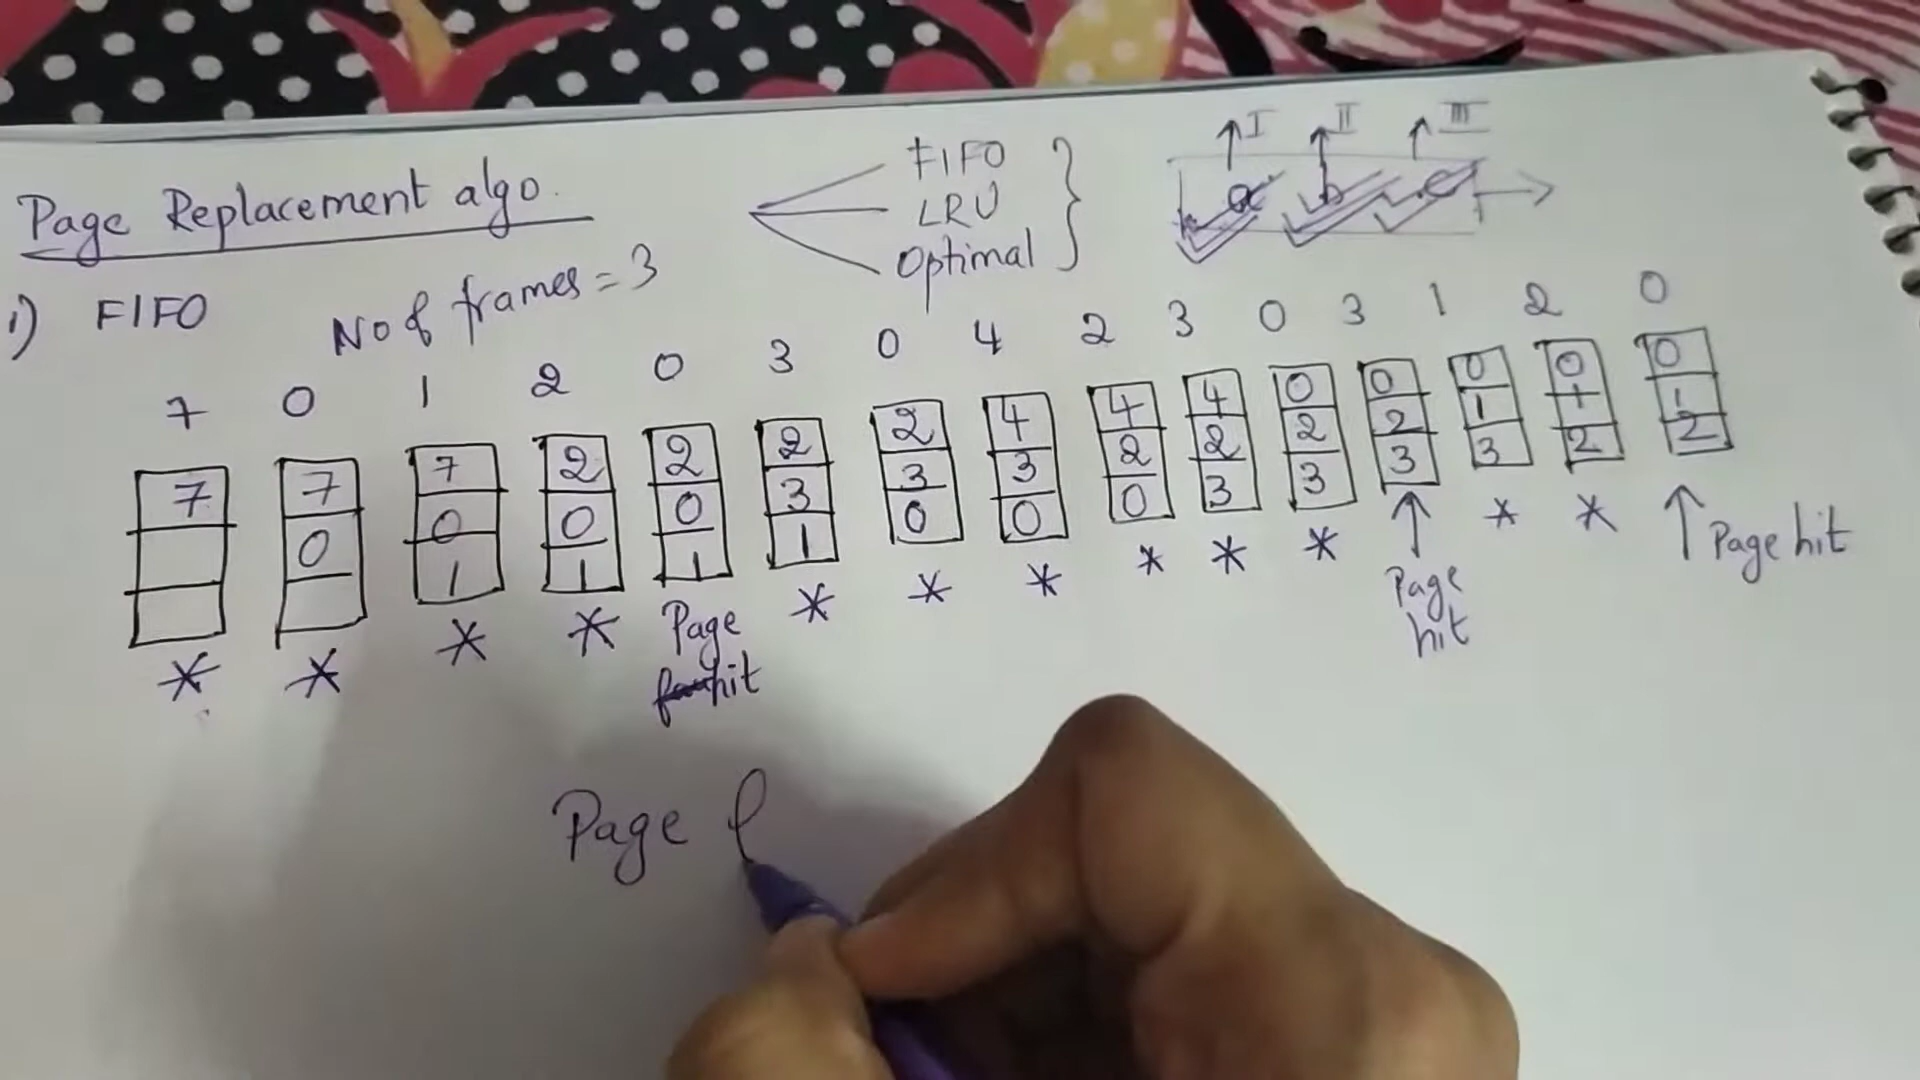 Page Replacement algo.
FIFO
LRU
Optimal
I II III
a b c
1) FIFO
No of frames = 3
7 0 1 2 0 3 0 4 2 3 0 3 1 2 0
7 7 7 2 2 2 2 4 4 4 0 0 0 0 0
0 0 0 0 3 3 3 2 2 2 2 1 1 1
1 1 1 1 0 0 0 3 3 3 3 2 2
* * * * Page hit * * * * * * Page hit * * Page hit
Page